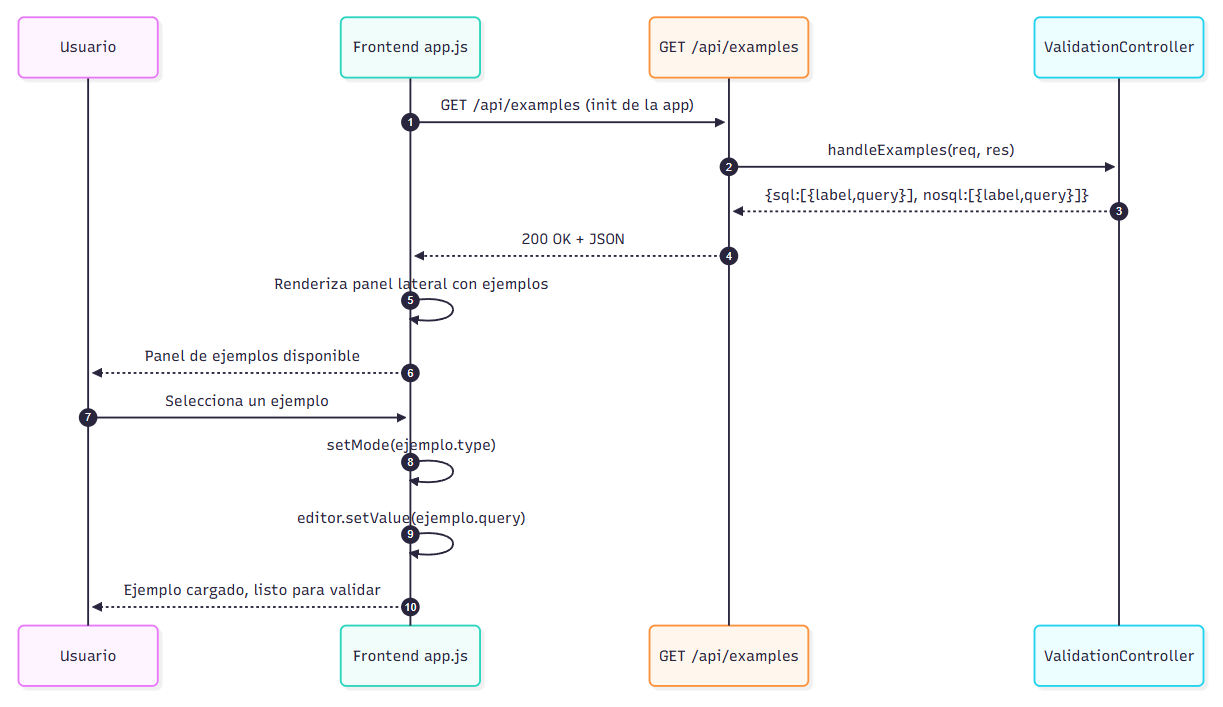 Usuario
Frontend app.js
GET /api/examples
ValidationController
GET /api/examples (init de la app)
1
handleExamples(req, res)
2
{sql:[{label,query}], nosql:[{label,query}]}
3
200 OK + JSON
4
Renderiza panel lateral con ejemplos
5
Panel de ejemplos disponible
6
Selecciona un ejemplo
7
setMode(ejemplo.type)
8
editor.setValue(ejemplo.query)
9
Ejemplo cargado, listo para validar
10
Usuario
Frontend app.js
GET /api/examples
ValidationController